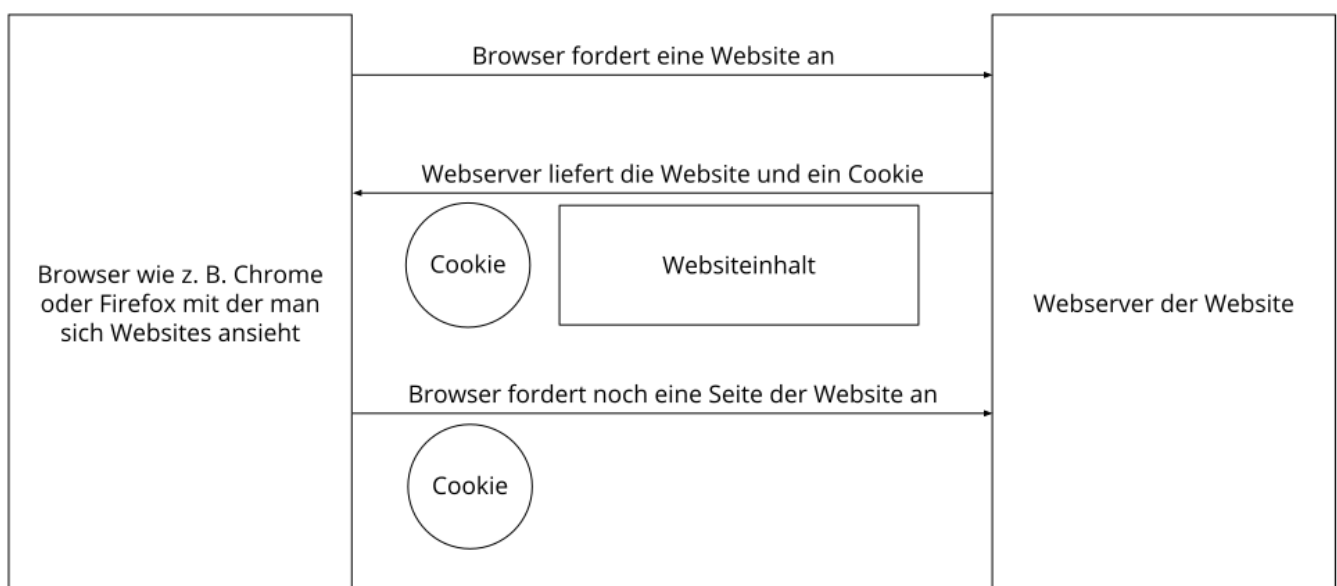 Browser fordert eine Website an
Webserver liefert die Website und ein Cookie
Cookie
Websiteinhalt
Browser wie z. B. Chrome
oder Firefox mit der man
sich Websites ansieht
Webserver der Website
Browser fordert noch eine Seite der Website an
Cookie